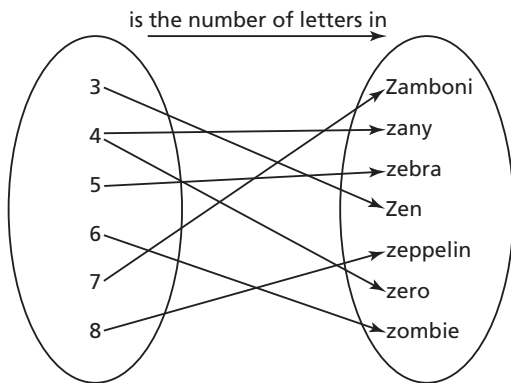 is the number of letters in
3
4
5
6
7
8
Zamboni
zany
zebra
Zen
zeppelin
zero
zombie